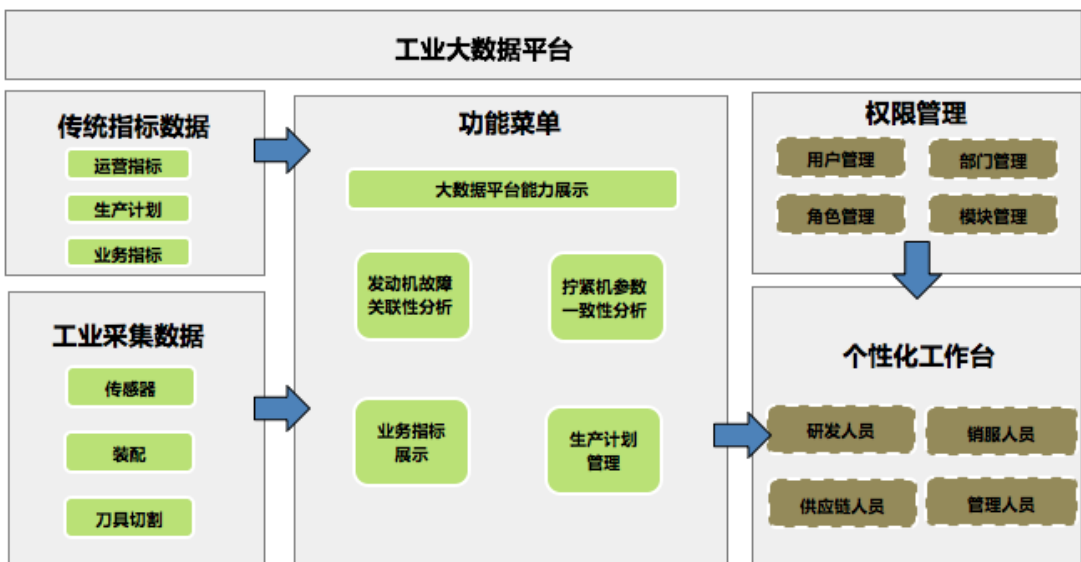 工业大数据平台
传统指标数据
运营指标
生产计划
业务指标
工业采集数据
传感器
装配
刀具切割
功能菜单
大数据平台能力展示
发动机故障
关联性分析
拧紧机参数
一致性分析
业务指标
展示
生产计划
管理
权限管理
用户管理
部门管理
角色管理
模块管理
个性化工作台
研发人员
销服人员
供应链人员
管理人员